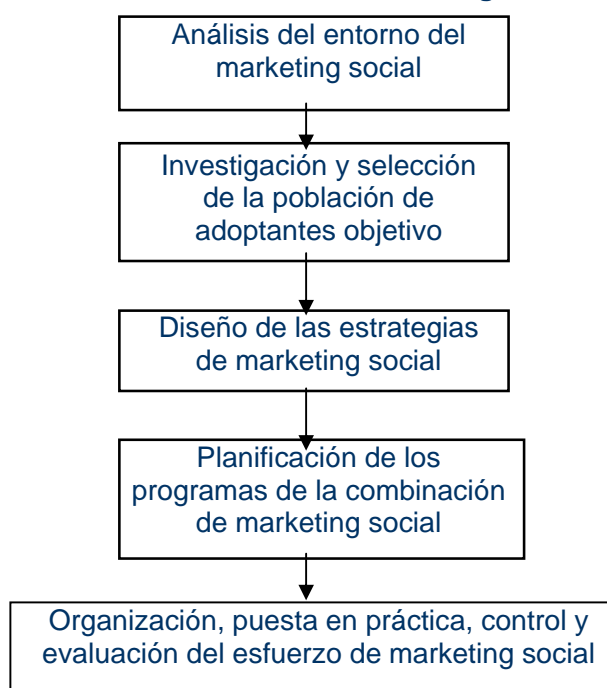 Análisis del entorno del
marketing social
Investigación y selección
de la población de
adoptantes objetivo
Diseño de las estrategias
de marketing social
Planificación de los
programas de la combinación
de marketing social
Organización, puesta en práctica, control y
evaluación del esfuerzo de marketing social